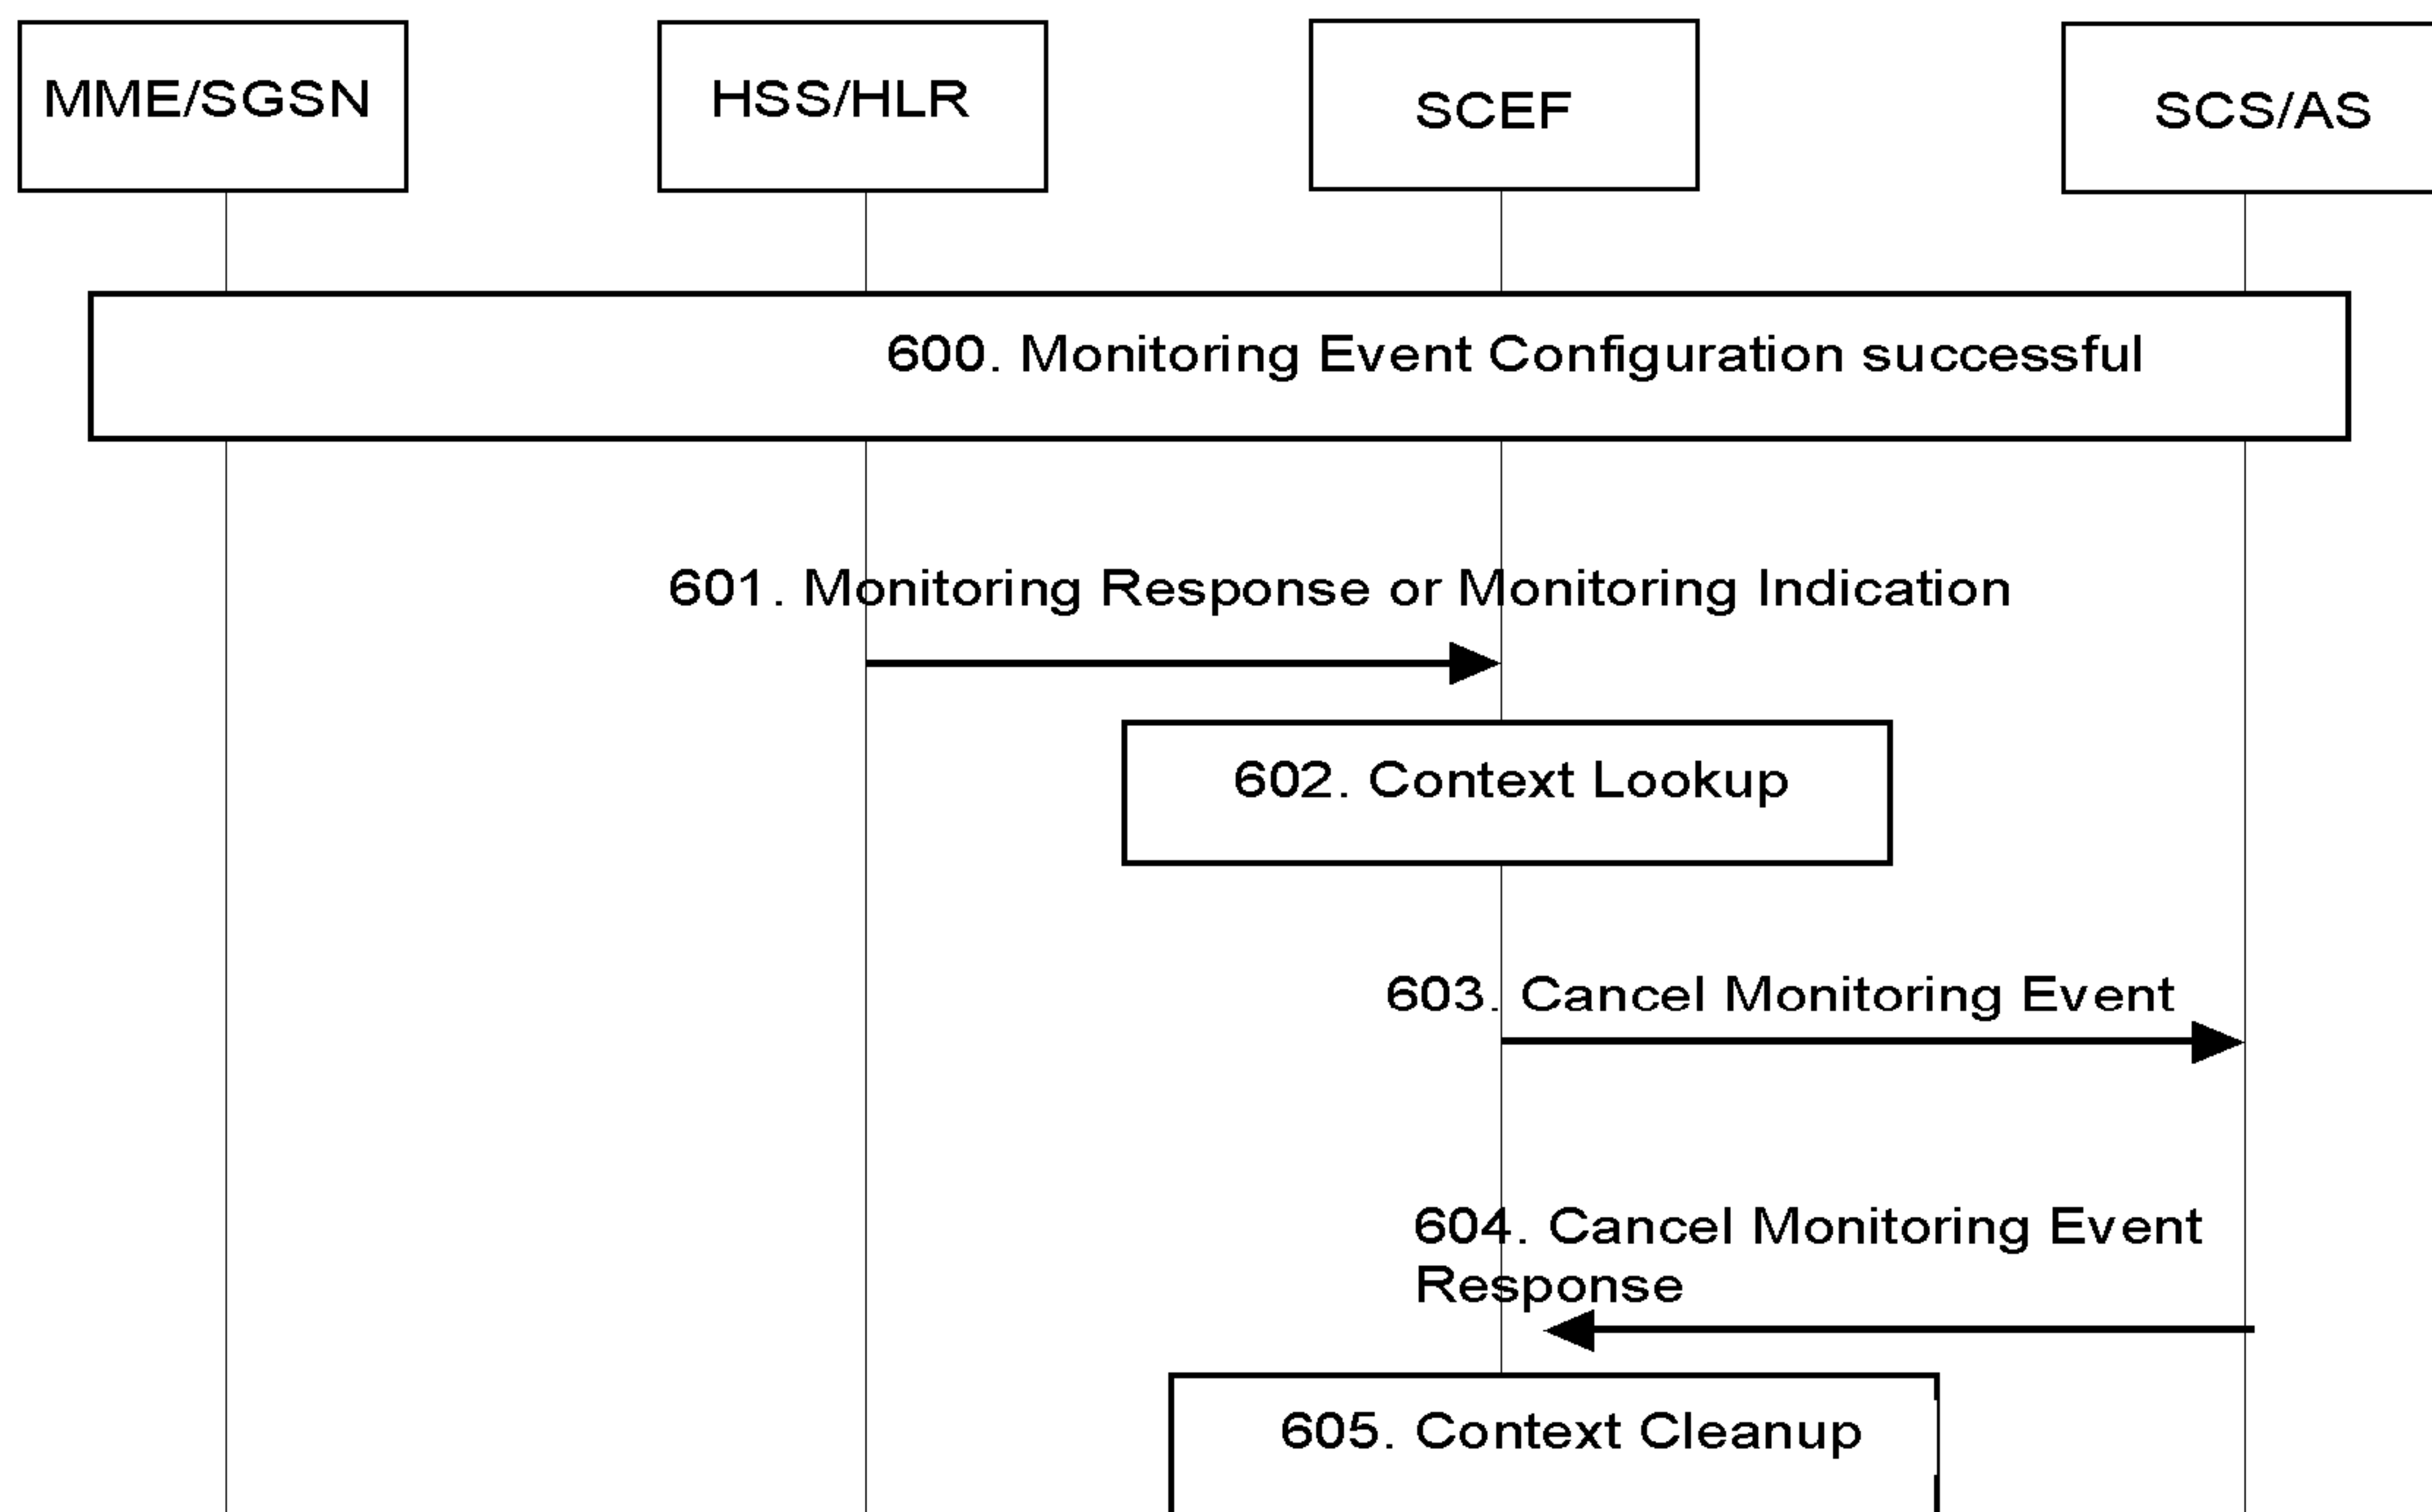 MME/SGSN
HSS/HLR
SCEF
SCS/AS
600. Monitoring Event Configuration successful
601. Monitoring Response or Monitoring Indication
602. Context Lookup
603. Cancel Monitoring Event
604. Cancel Monitoring Event
Response
605. Context Cleanup